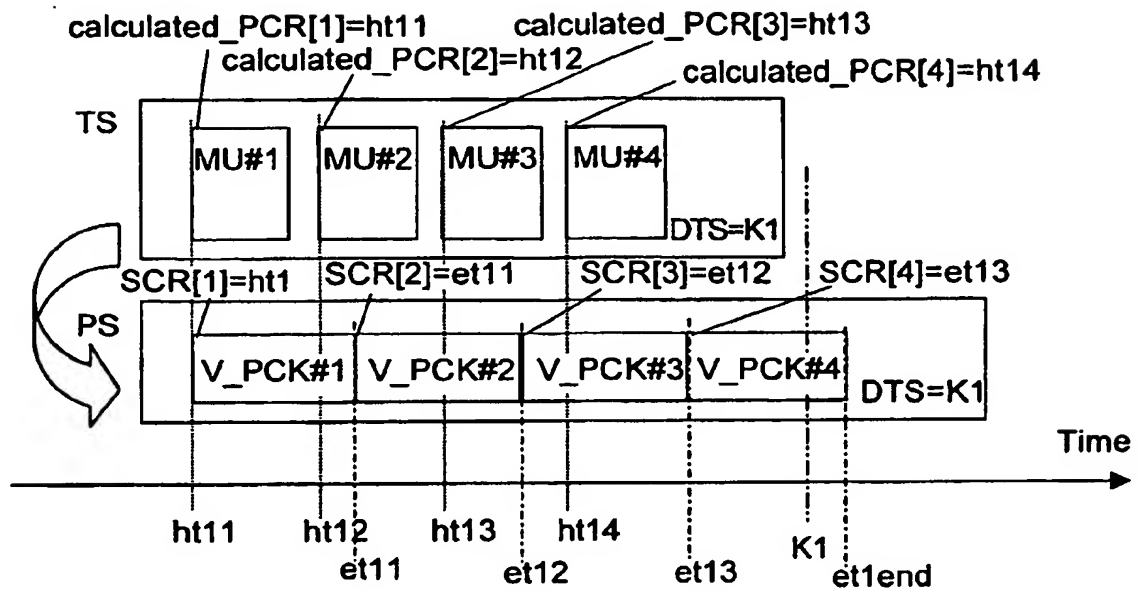 calculated_PCR[1]=ht11
calculated_PCR[3]=ht13
calculated_PCR[2]=ht12
calculated_PCR[4]=ht14
TS
MU#1
MU#2
MU#3
MU#4
DTS=K1
SCR[1]=ht1
SCR[2]=et11
SCR[3]=et12
SCR[4]=et13
PS
V_PCK#1
V_PCK#2
V_PCK#3
V_PCK#4
DTS=K1
Time
ht11
ht12
ht13
ht14
K1
et11
et12
et13
et1end